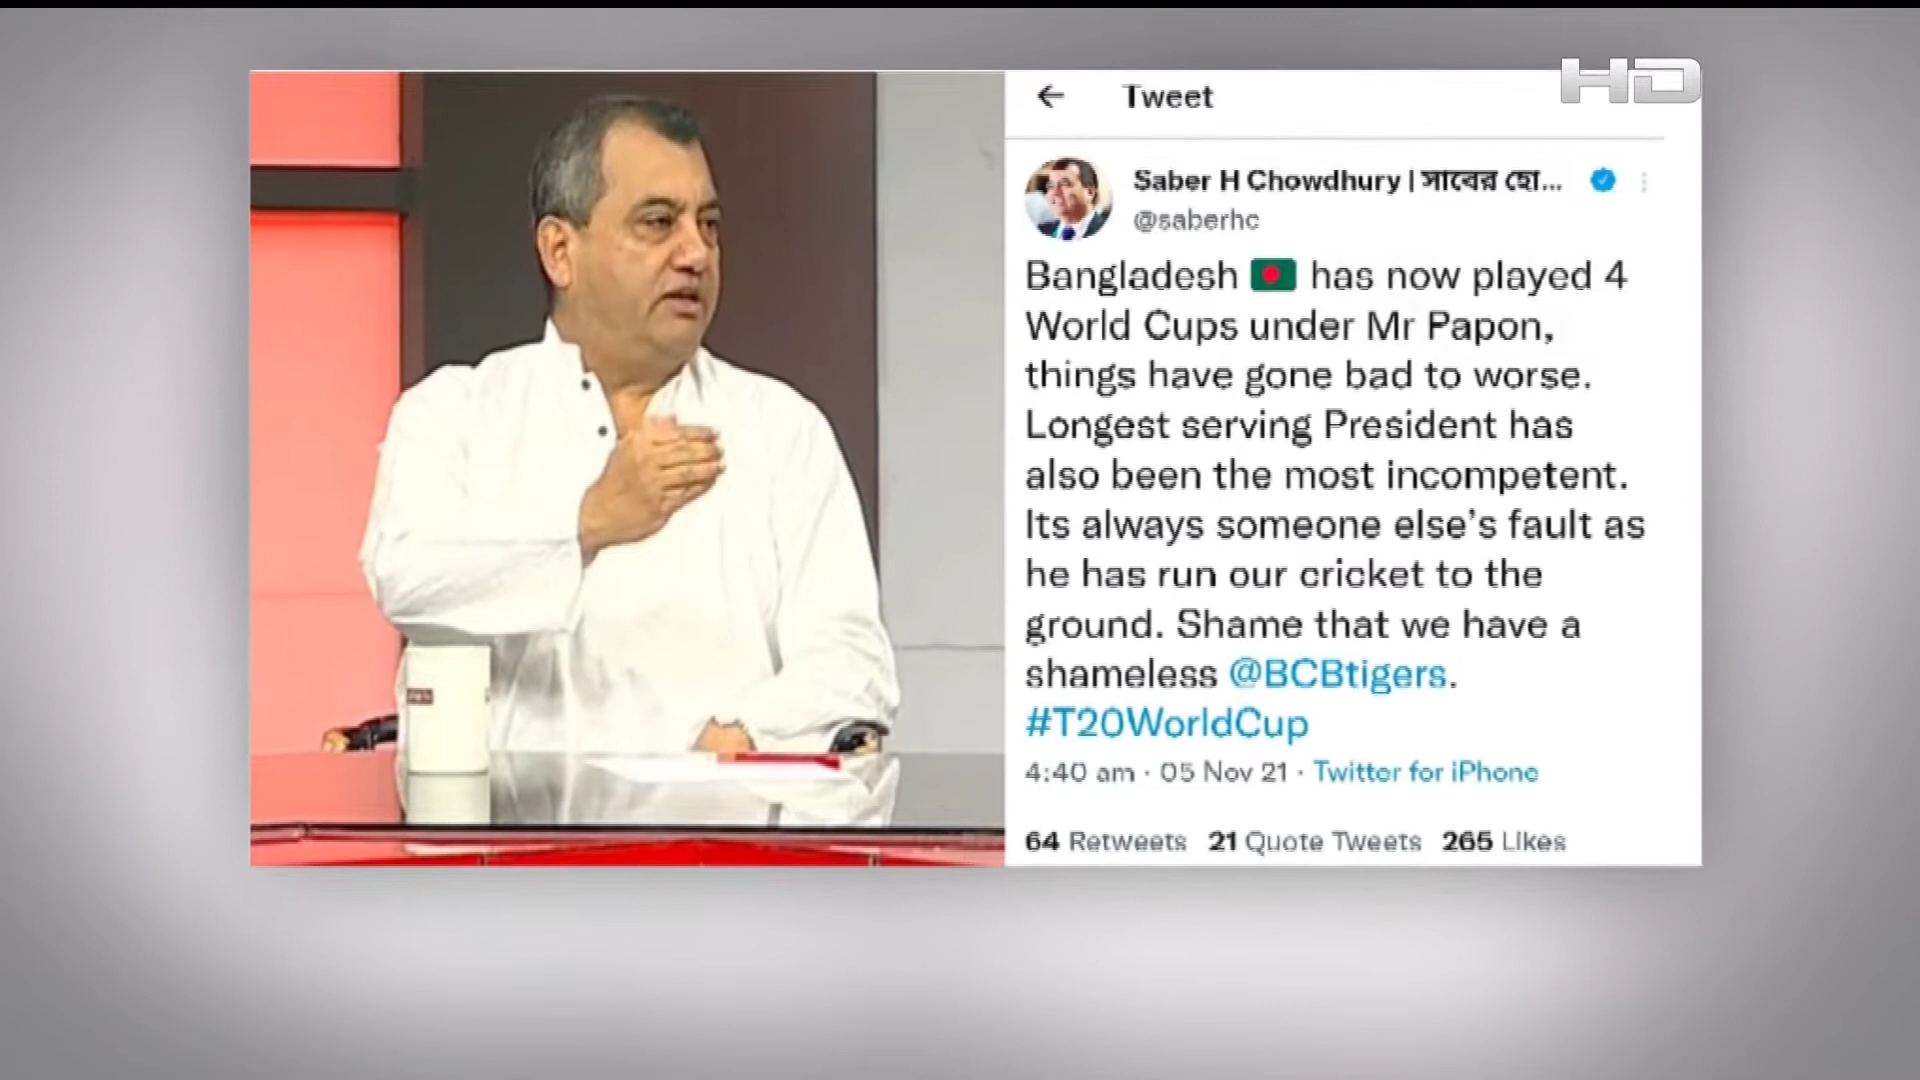 HD
Tweet
Saber H Chowdhury | সাবের হো...
@saberhc
Bangladesh 🇧🇩 has now played 4
World Cups under Mr Papon,
things have gone bad to worse.
Longest serving President has
also been the most incompetent.
Its always someone else's fault as
he has run our cricket to the
ground. Shame that we have a
shameless @BCBtigers.
#T20WorldCup
4:40 am · 05 Nov 21 · Twitter for iPhone
64 Retweets 21 Quote Tweets 265 Likes